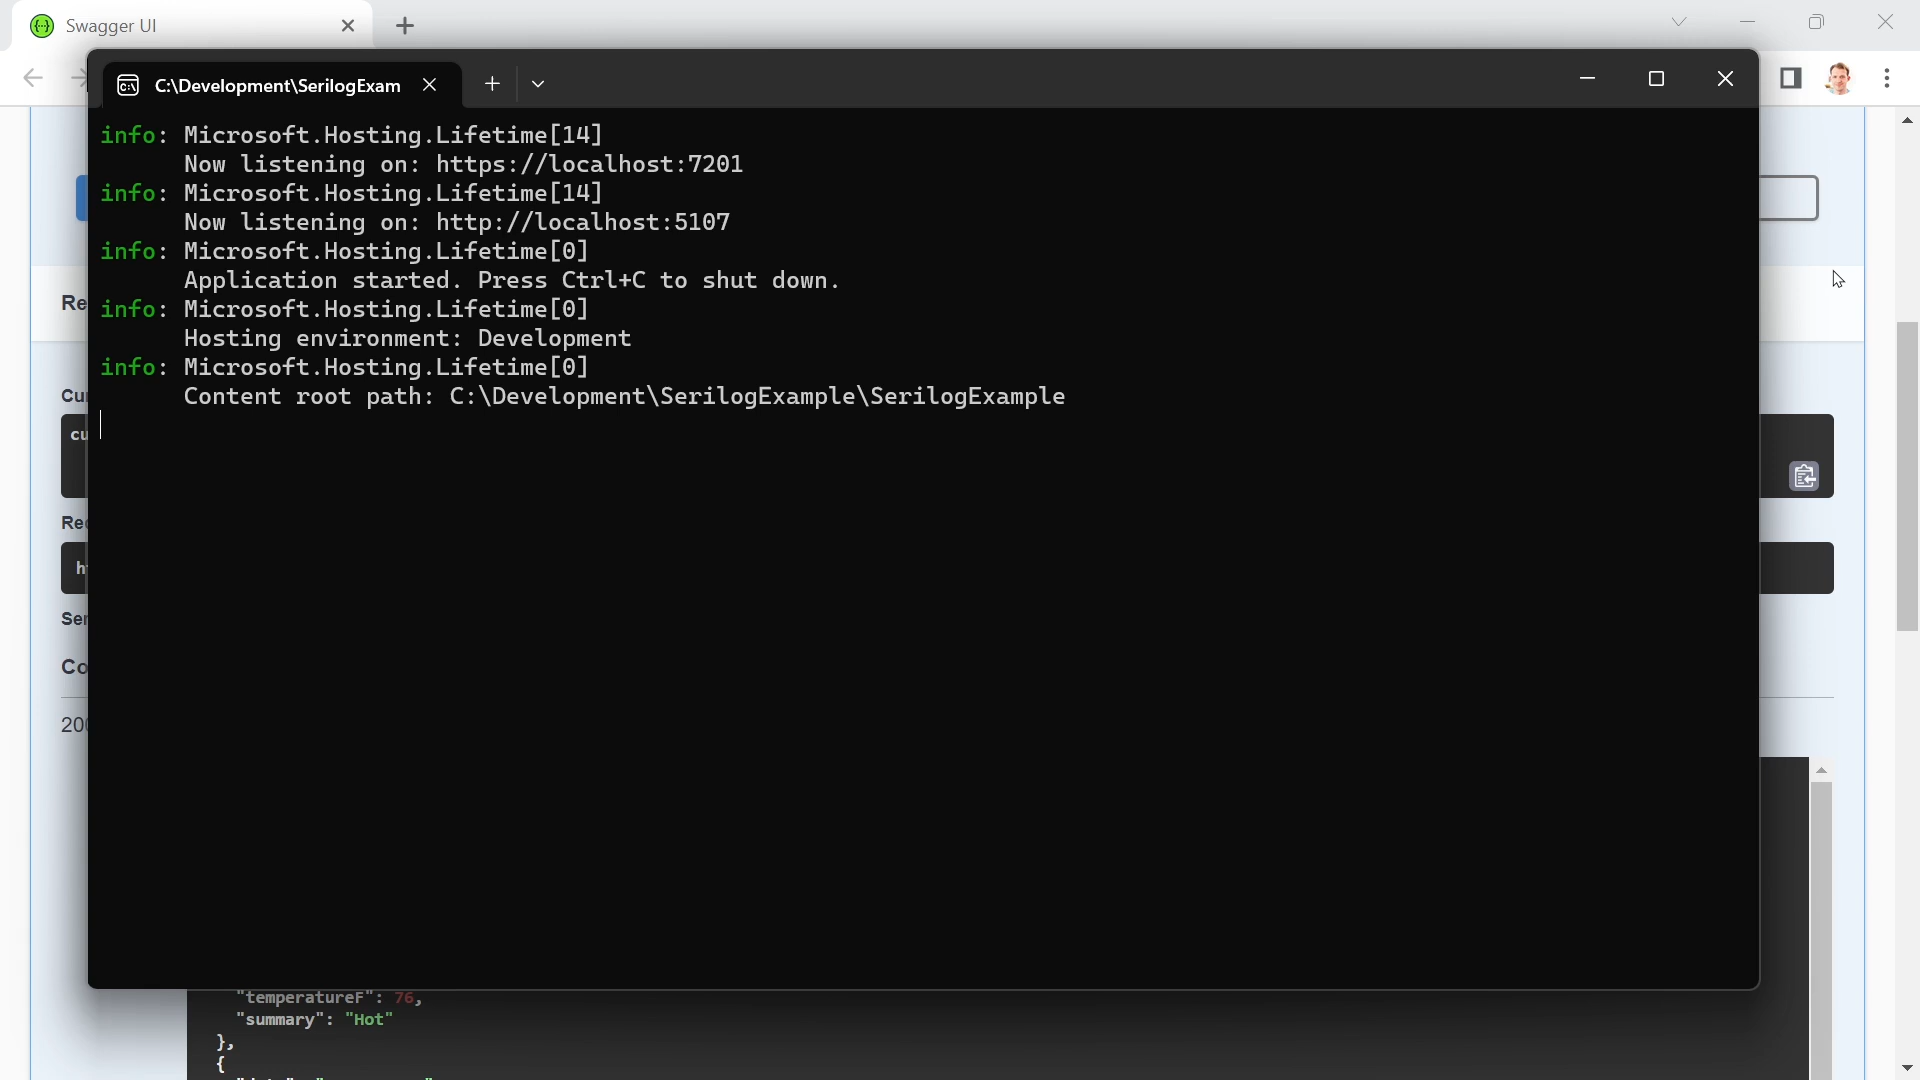 Swagger UI
C:\Development\SerilogExam
info: Microsoft.Hosting.Lifetime[14]
Now listening on: https://localhost:7201
info: Microsoft.Hosting.Lifetime[14]
Now listening on: http://localhost:5107
info: Microsoft.Hosting.Lifetime[0]
Application started. Press Ctrl+C to shut down.
info: Microsoft.Hosting.Lifetime[0]
Hosting environment: Development
info: Microsoft.Hosting.Lifetime[0]
Content root path: C:\Development\SerilogExample\SerilogExample
"temperatureF": 76,
"summary": "Hot"
},
{